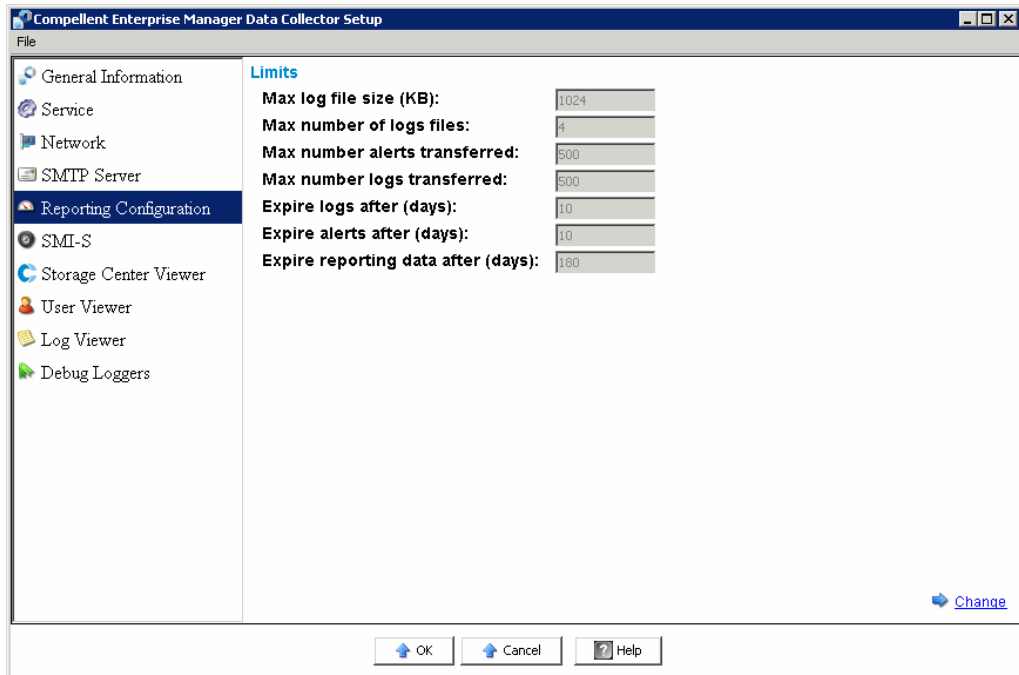 Compellent Enterprise Manager Data Collector Setup
File
General Information
Service
Network
SMTP Server
Reporting Configuration
SMI-S
Storage Center Viewer
User Viewer
Log Viewer
Debug Loggers
Limits
Max log file size (KB): 1024
Max number of logs files: 4
Max number alerts transferred: 500
Max number logs transferred: 500
Expire logs after (days): 10
Expire alerts after (days): 10
Expire reporting data after (days): 180
Change
OK Cancel ? Help